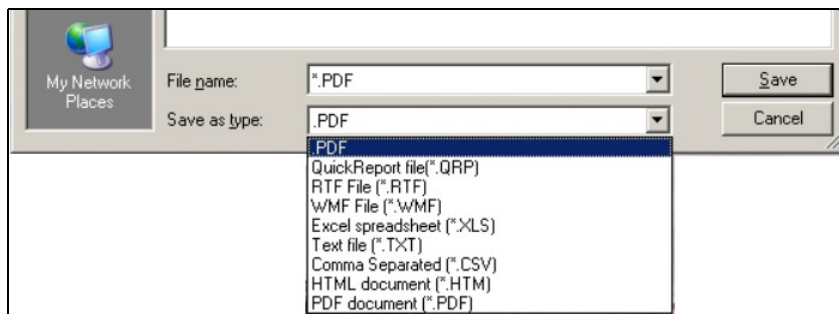 My Network
Places
File name:
*.PDF
Save
Save as type:
.PDF
Cancel
.PDF
QuickReport file(*.QRP)
RTF File (*.RTF)
WMF File (*.WMF)
Excel spreadsheet (*.XLS)
Text file (*.TXT)
Comma Separated (*.CSV)
HTML document (*.HTM)
PDF document (*.PDF)